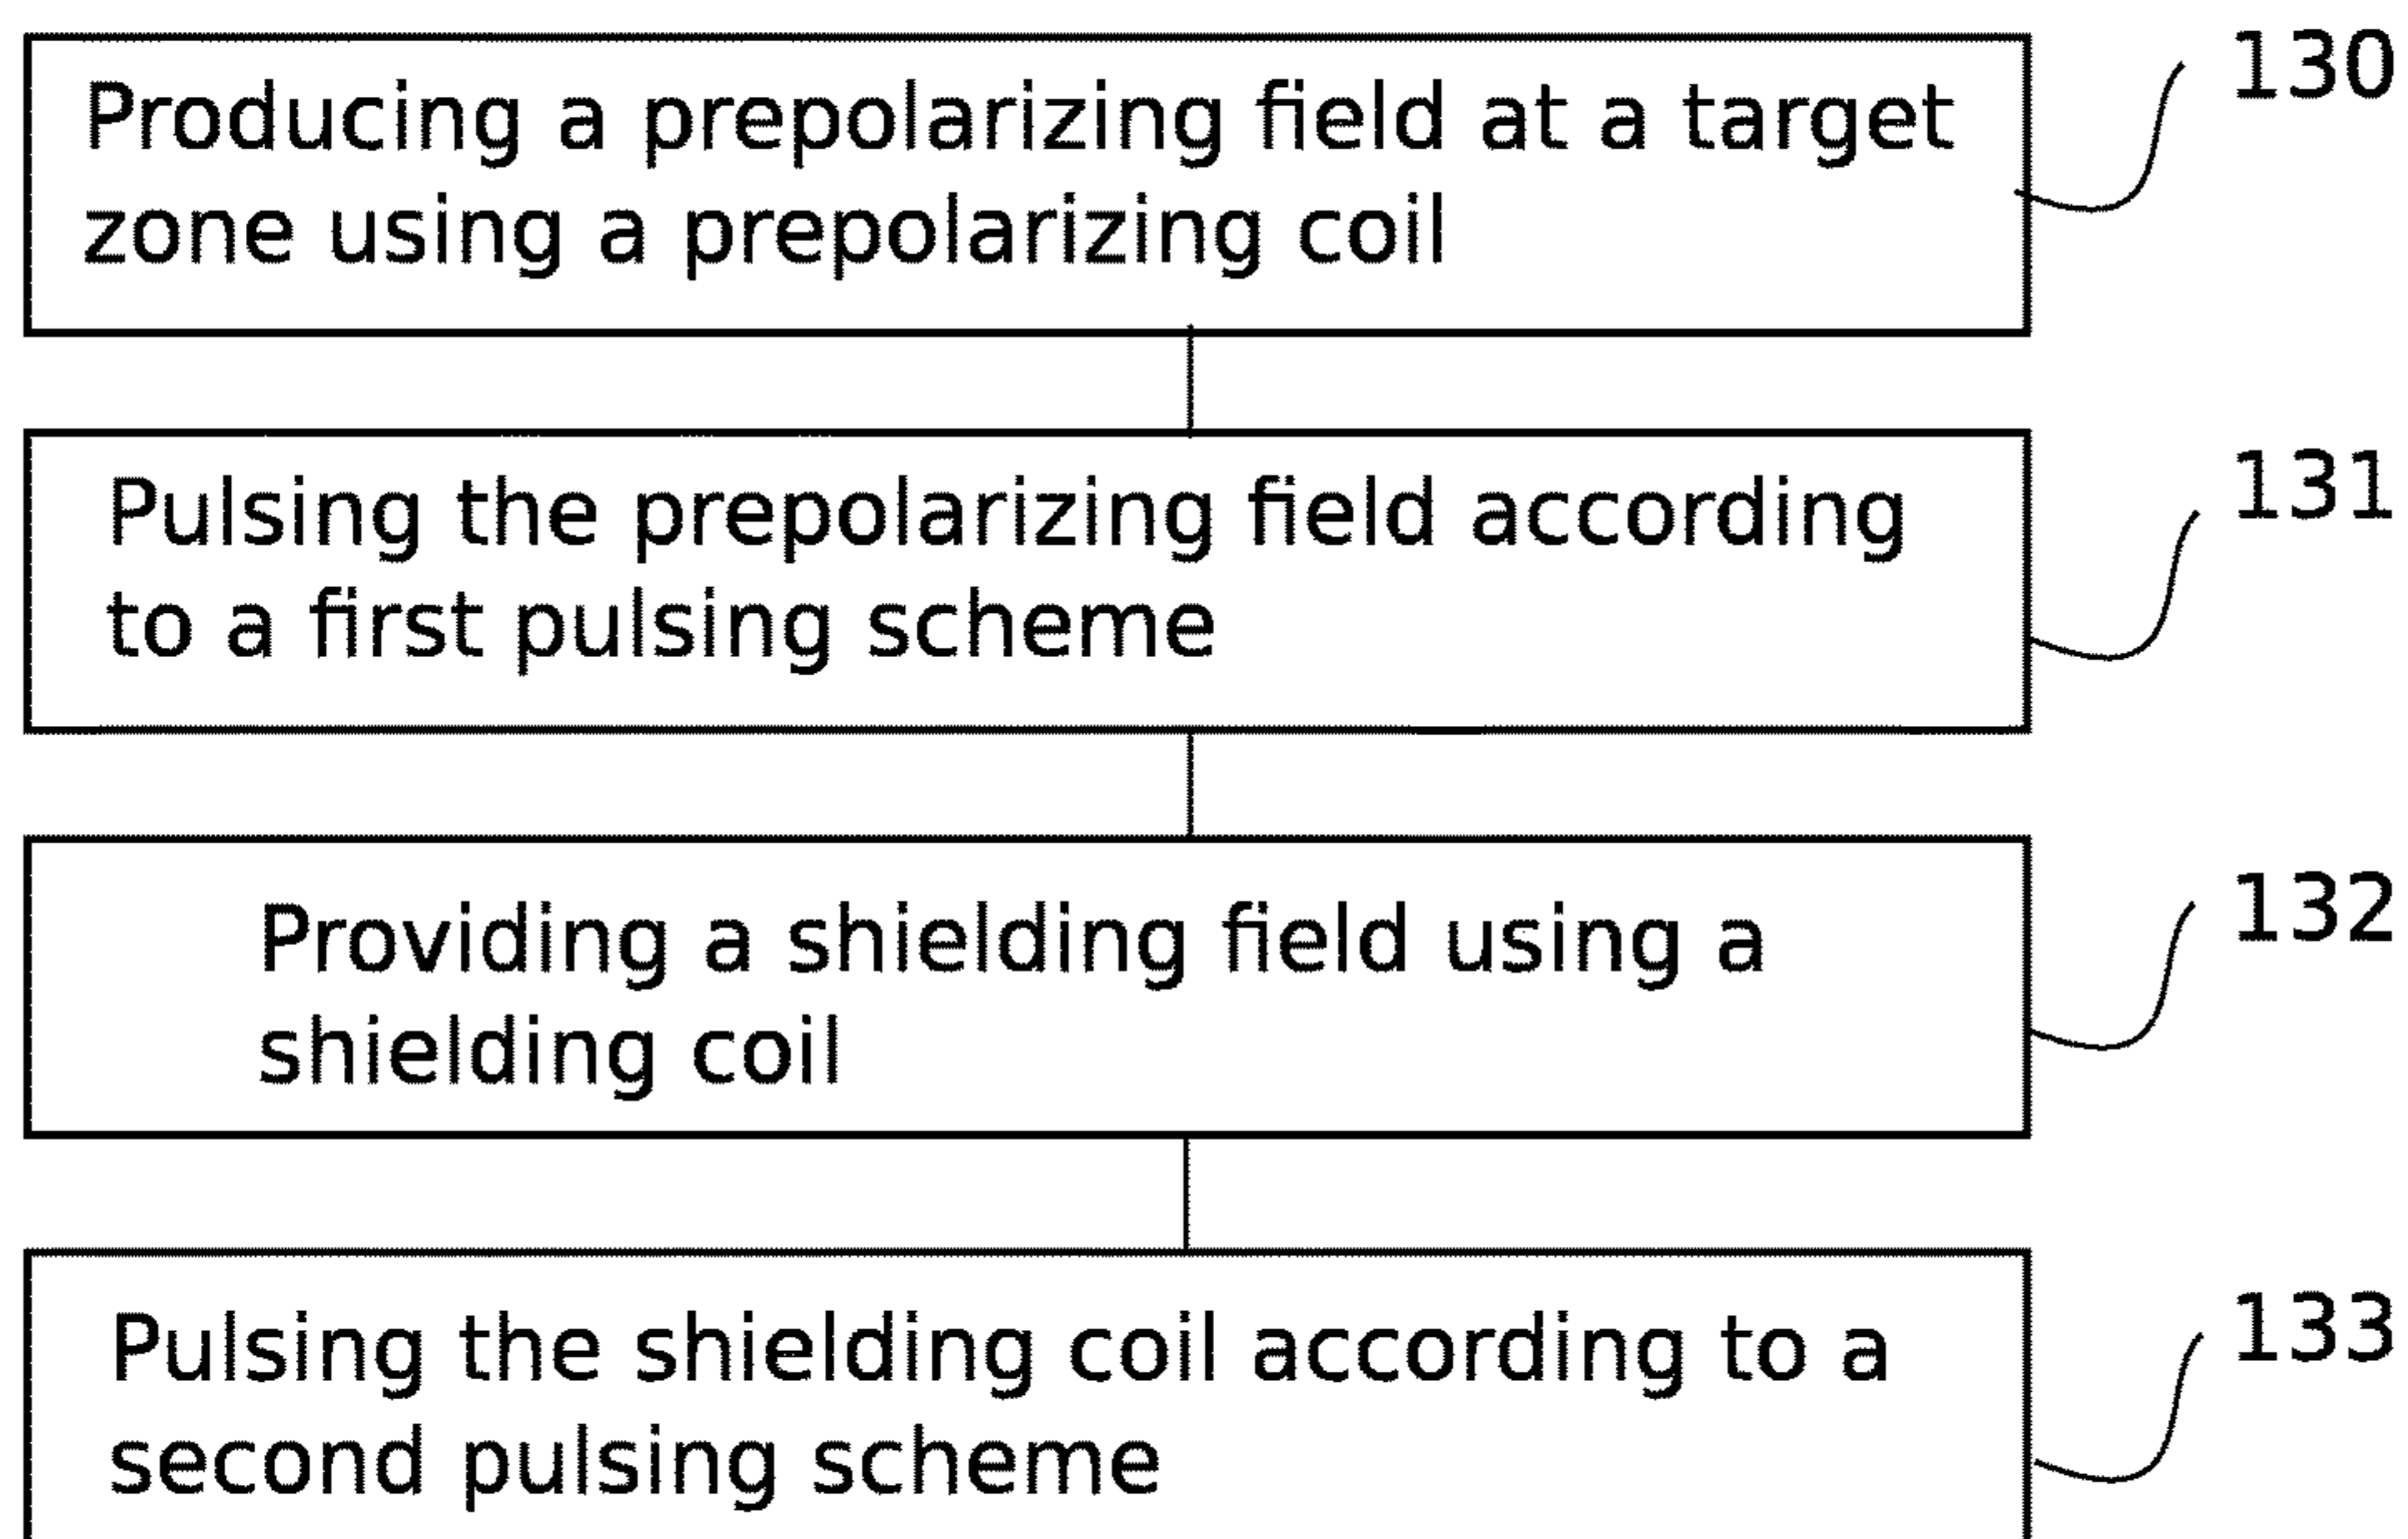 Producing a prepolarizing field at a target
zone using a prepolarizing coil
130
Pulsing the prepolarizing field according
to a first pulsing scheme
131
Providing a shielding field using a
shielding coil
132
Pulsing the shielding coil according to a
second pulsing scheme
133